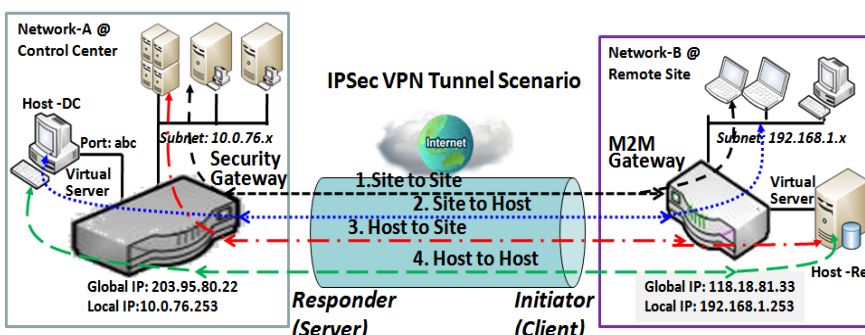 Network-A @
Control Center
Host -DC
Port: abc
Virtual
Server
Subnet: 10.0.76.x
Security
Gateway
Global IP: 203.95.80.22
Local IP:10.0.76.253
IPSec VPN Tunnel Scenario
Internet
1.Site to Site
2. Site to Host
3. Host to Site
4. Host to Host
Responder
(Server)
Initiator
(Client)
Network-B @
Remote Site
Subnet: 192.168.1.x
M2M
Gateway
Virtual
Server
Host -Re
Global IP: 118.18.81.33
Local IP: 192.168.1.253